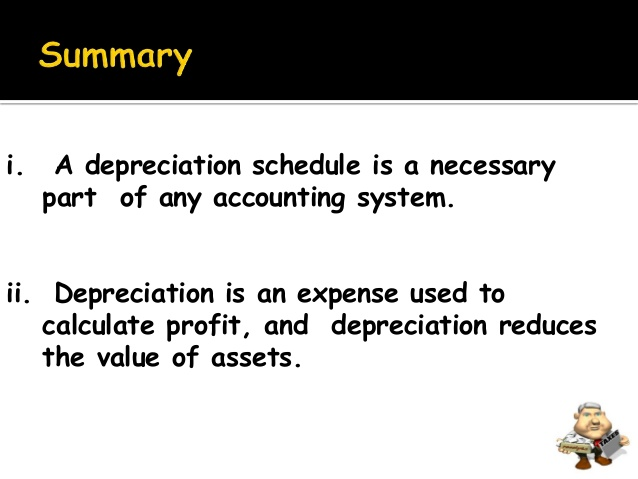 Summary
i. A depreciation schedule is a necessary
part of any accounting system.
ii. Depreciation is an expense used to
calculate profit, and depreciation reduces
the value of assets.
TAXES